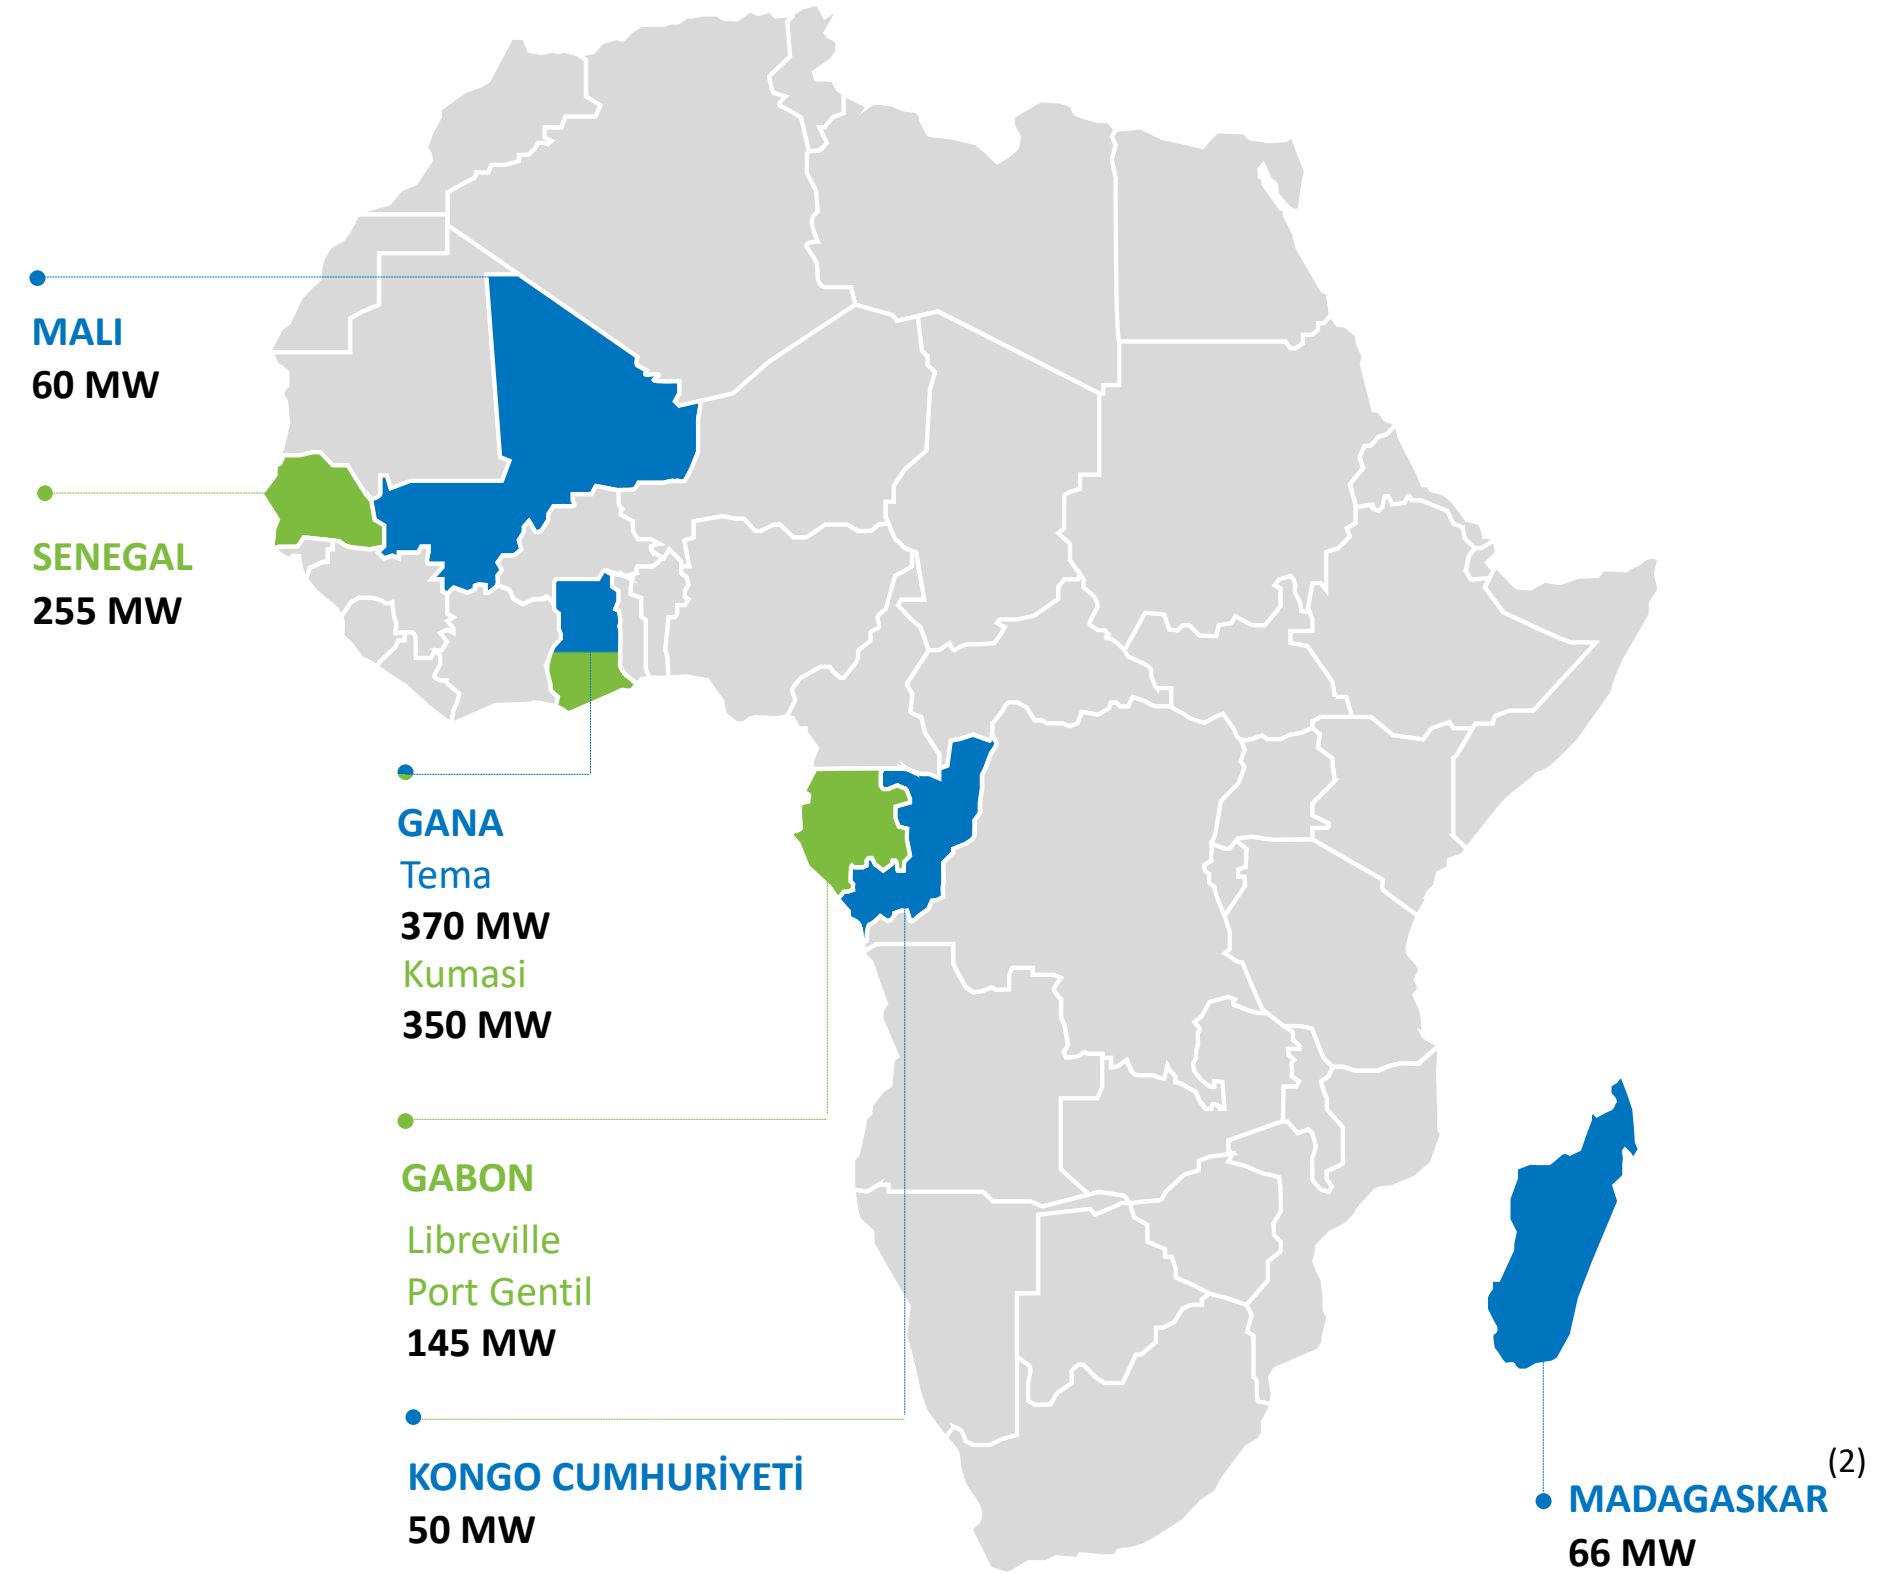 MALI
60 MW
SENEGAL
255 MW
GANA
Tema
370 MW
Kumasi
350 MW
GABON
Libreville
Port Gentil
145 MW
KONGO CUMHURİYETİ
50 MW
(2)
MADAGASKAR
66 MW